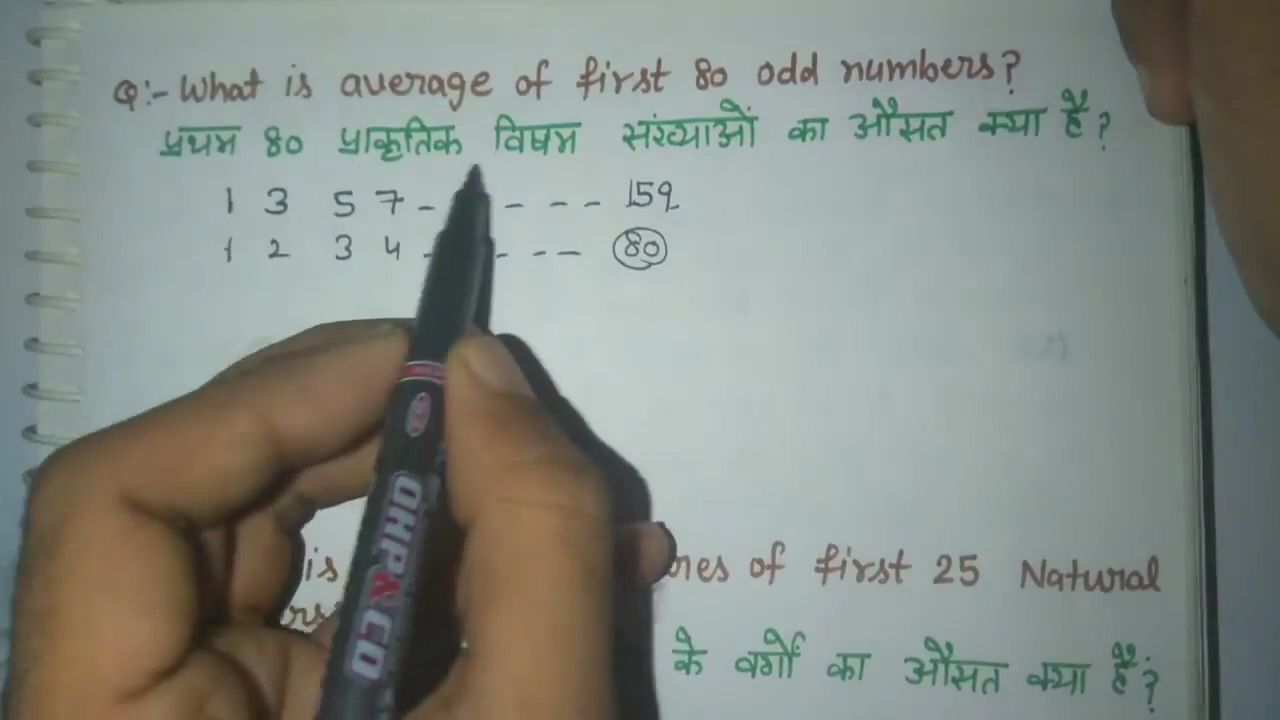 Q:- What is average of first 80 odd numbers?
प्रथम 80 प्राकृतिक विषम संख्याओं का औसत क्या है?
1 3 5 7 - - - - - 159
1 2 3 4 - - - - 80
is of first 25 Natural
के वर्गों का औसत क्या है?
OHPACO